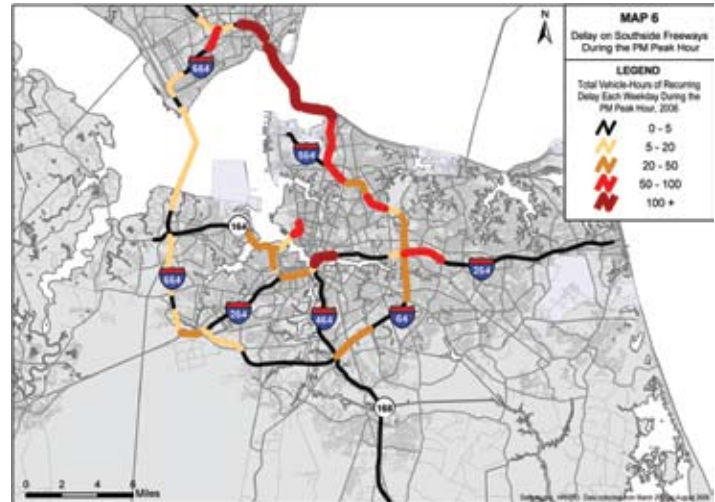 N
MAP 6
Delay on Southside Freeways
During the PM Peak Hour
LEGEND
Total Vehicle-Hours of Recurring
Delay Each Weekday During the
PM Peak Hour, 2006
0 - 5
5 - 20
20 - 50
50 - 100
100 +
664
564
164
664
264
464
64
264
168
0 2 4 6
Miles